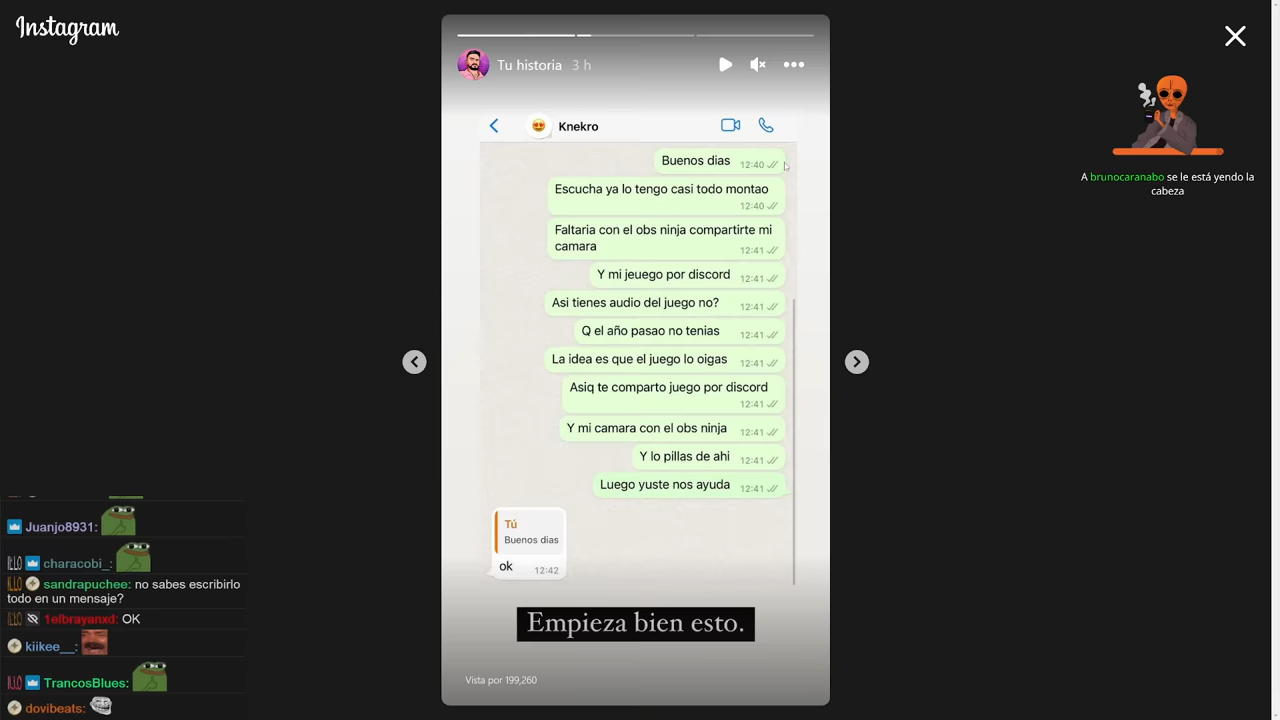 Instagram
Tu historia 3 h
A brunocaranabo se le está yendo la
cabeza
Knekro
Buenos dias 12:40
Escucha ya lo tengo casi todo montao
12:40
Faltaria con el obs ninja compartirte mi
camara 12:41
Y mi jeuego por discord 12:41
Asi tienes audio del juego no? 12:41
Q el año pasao no tenias 12:41
La idea es que el juego lo oigas 12:41
Asiq te comparto juego por discord
12:41
Y mi camara con el obs ninja 12:41
Y lo pillas de ahi 12:41
Luego yuste nos ayuda 12:41
Tú
Buenos dias
ok 12:42
Empieza bien esto.
Vista por 199,260
Juanjo8931:
characobi_:
sandrapuchee: no sabes escribirlo
todo en un mensaje?
1elbrayanxd: OK
kiikee__:
TrancosBlues:
dovibeats: